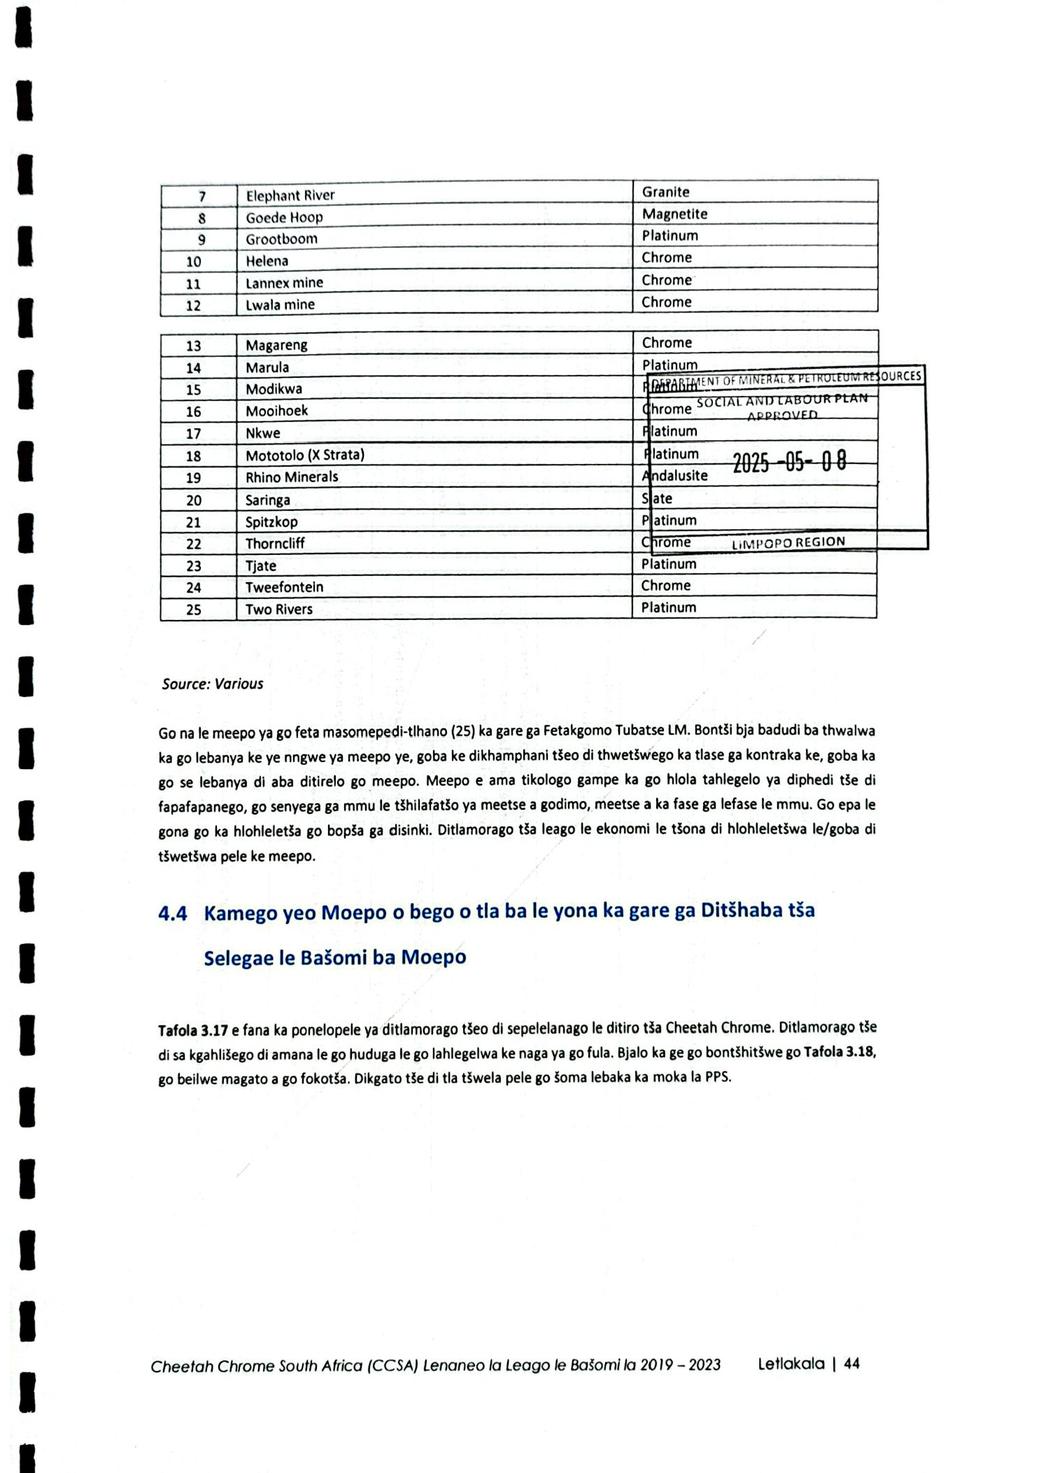 7 Elephant River Granite
8 Goede Hoop Magnetite
9 Grootboom Platinum
10 Helena Chrome
11 Lannex mine Chrome
12 Lwala mine Chrome
13 Magareng Chrome
14 Marula Platinum
15 Modikwa Platinum
16 Mooihoek Chrome
17 Nkwe Platinum
18 Mototolo (X Strata) Platinum
19 Rhino Minerals Andalusite
20 Saringa Slate
21 Spitzkop Platinum
22 Thorncliff Chrome
23 Tjate Platinum
24 Tweefontein Chrome
25 Two Rivers Platinum
DEPARTMENT OF MINERAL & PETROLEUM RESOURCES
SOCIAL AND LABOUR PLAN
APPROVED
2025 -05- 08
LIMPOPO REGION
Source: Various
Go na le meepo ya go feta masomepedi-tlhano (25) ka gare ga Fetakgomo Tubatse LM. Bontši bja badudi ba thwalwa
ka go lebanya ke ye nngwe ya meepo ye, goba ke dikhamphani tšeo di thwetšwego ka tlase ga kontraka ke, goba ka
go se lebanya di aba ditirelo go meepo. Meepo e ama tikologo gampe ka go hlola tahlegelo ya diphedi tše di
fapafapanego, go senyega ga mmu le tšhilafatšo ya meetse a godimo, meetse a ka fase ga lefase le mmu. Go epa le
gona go ka hlohleletša go bopša ga disinki. Ditlamorago tša leago le ekonomi le tšona di hlohleletšwa le/goba di
tšwetšwa pele ke meepo.
4.4 Kamego yeo Moepo o bego o tla ba le yona ka gare ga Ditšhaba tša
Selegae le Bašomi ba Moepo
Tafola 3.17 e fana ka ponelopele ya ditlamorago tšeo di sepelelanago le ditiro tša Cheetah Chrome. Ditlamorago tše
di sa kgahlišego di amana le go huduga le go lahlegelwa ke naga ya go fula. Bjalo ka ge go bontšhitšwe go Tafola 3.18,
go beilwe magato a go fokotša. Dikgato tše di tla tšwela pele go šoma lebaka ka moka la PPS.
Cheetah Chrome South Africa (CCSA) Lenaneo la Leago le Bašomi la 2019 – 2023 Letlakala | 44